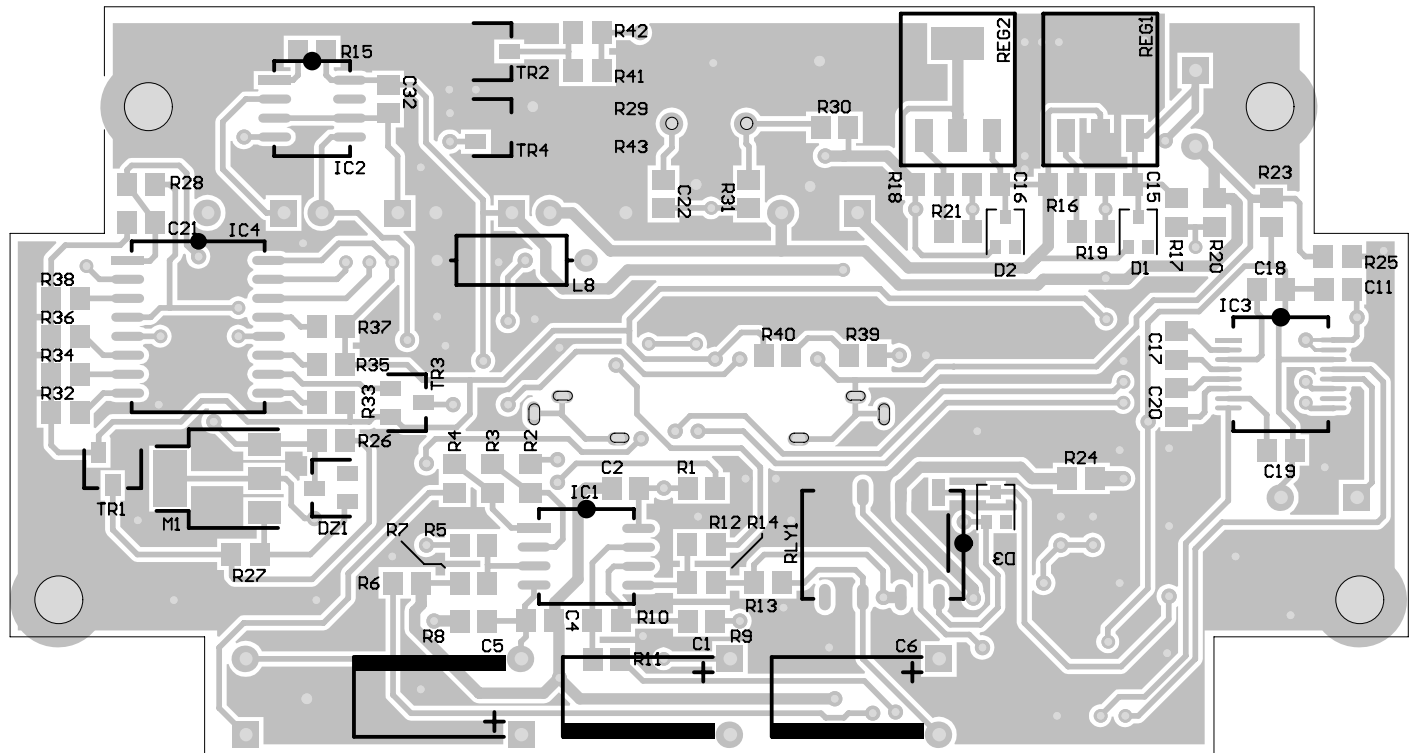 R42
REG2
REG1
R15
TR2
R41
C32
R29
R30
R43
TR4
IC2
R28
R18
C16
C15
R23
C22
R31
R21
R16
C21
IC4
R19
R17
R20
D2
D1
R25
R38
L8
C18
C11
R36
R37
IC3
R40
R39
R34
R35
TR3
C17
R32
R33
C20
R26
R4
R3
R2
R24
C19
C2
R1
TR1
M1
DZ1
IC1
R7
R5
R12
R14
RLY1
D3
R27
R6
R13
R8
C5
C4
R10
R9
R11
C1
C6